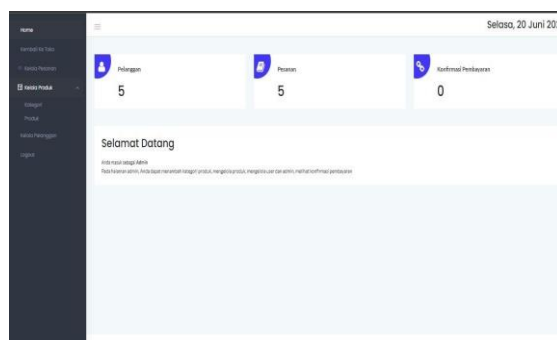 Home
Selasa, 20 Juni 20
Kembali Ke Toko
Kelola Pesanan
Kelola Produk
Kategori
Produk
Kelola Pelanggan
Logout
Pelanggan
5
Pesanan
5
Konfirmasi Pembayaran
0
Selamat Datang
Anda masuk sebagai Admin
Pada halaman admin, Anda dapat menambah kategori produk, mengelola produk, mengelola user dan admin, melihat konfirmasi pembayaran